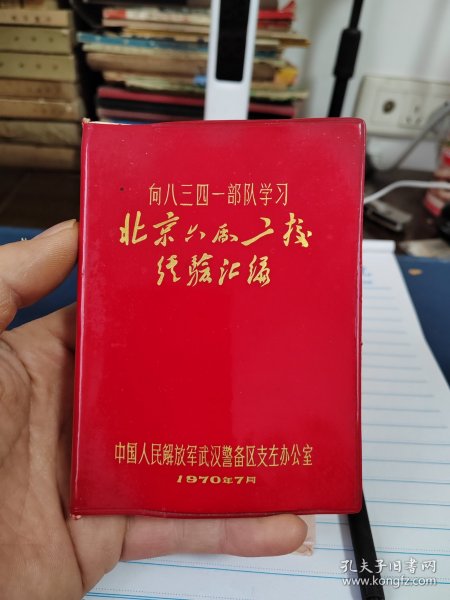 向八三四一部队学习
北京六厂二校
经验汇编
中国人民解放军武汉警备区支左办公室
1970年7月
孔夫子旧书网
www.kongfz.com